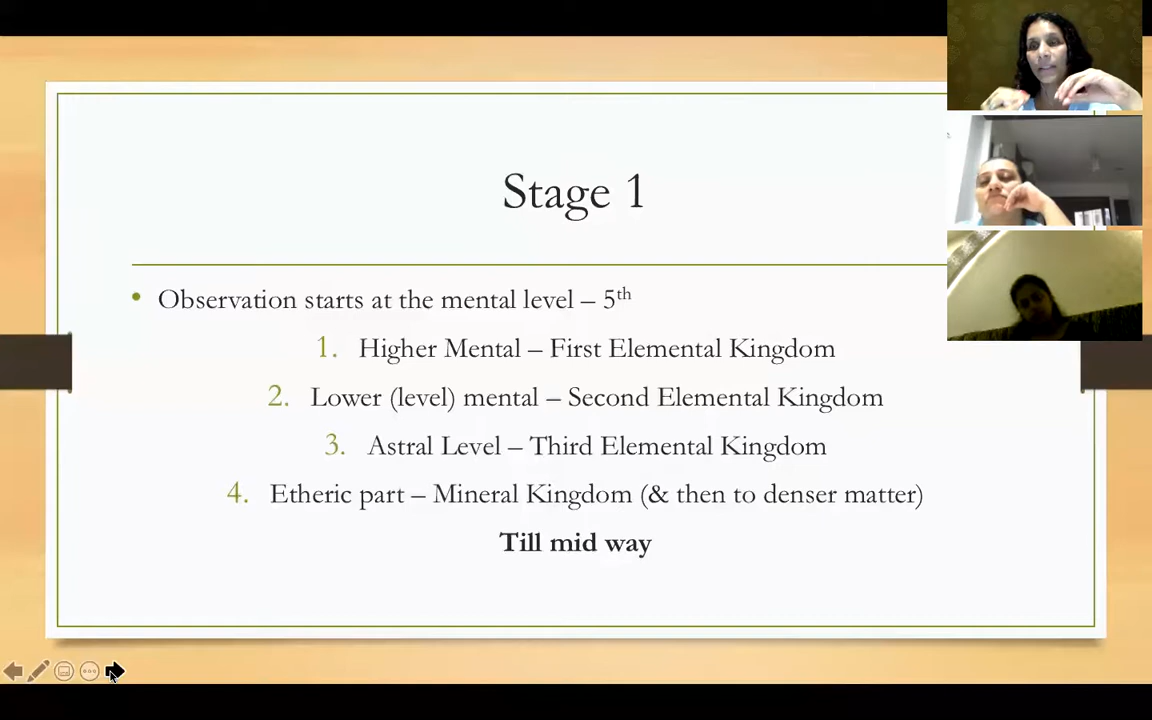 Stage 1
• Observation starts at the mental level – 5th
1. Higher Mental – First Elemental Kingdom
2. Lower (level) mental – Second Elemental Kingdom
3. Astral Level – Third Elemental Kingdom
4. Etheric part – Mineral Kingdom (& then to denser matter)
Till mid way